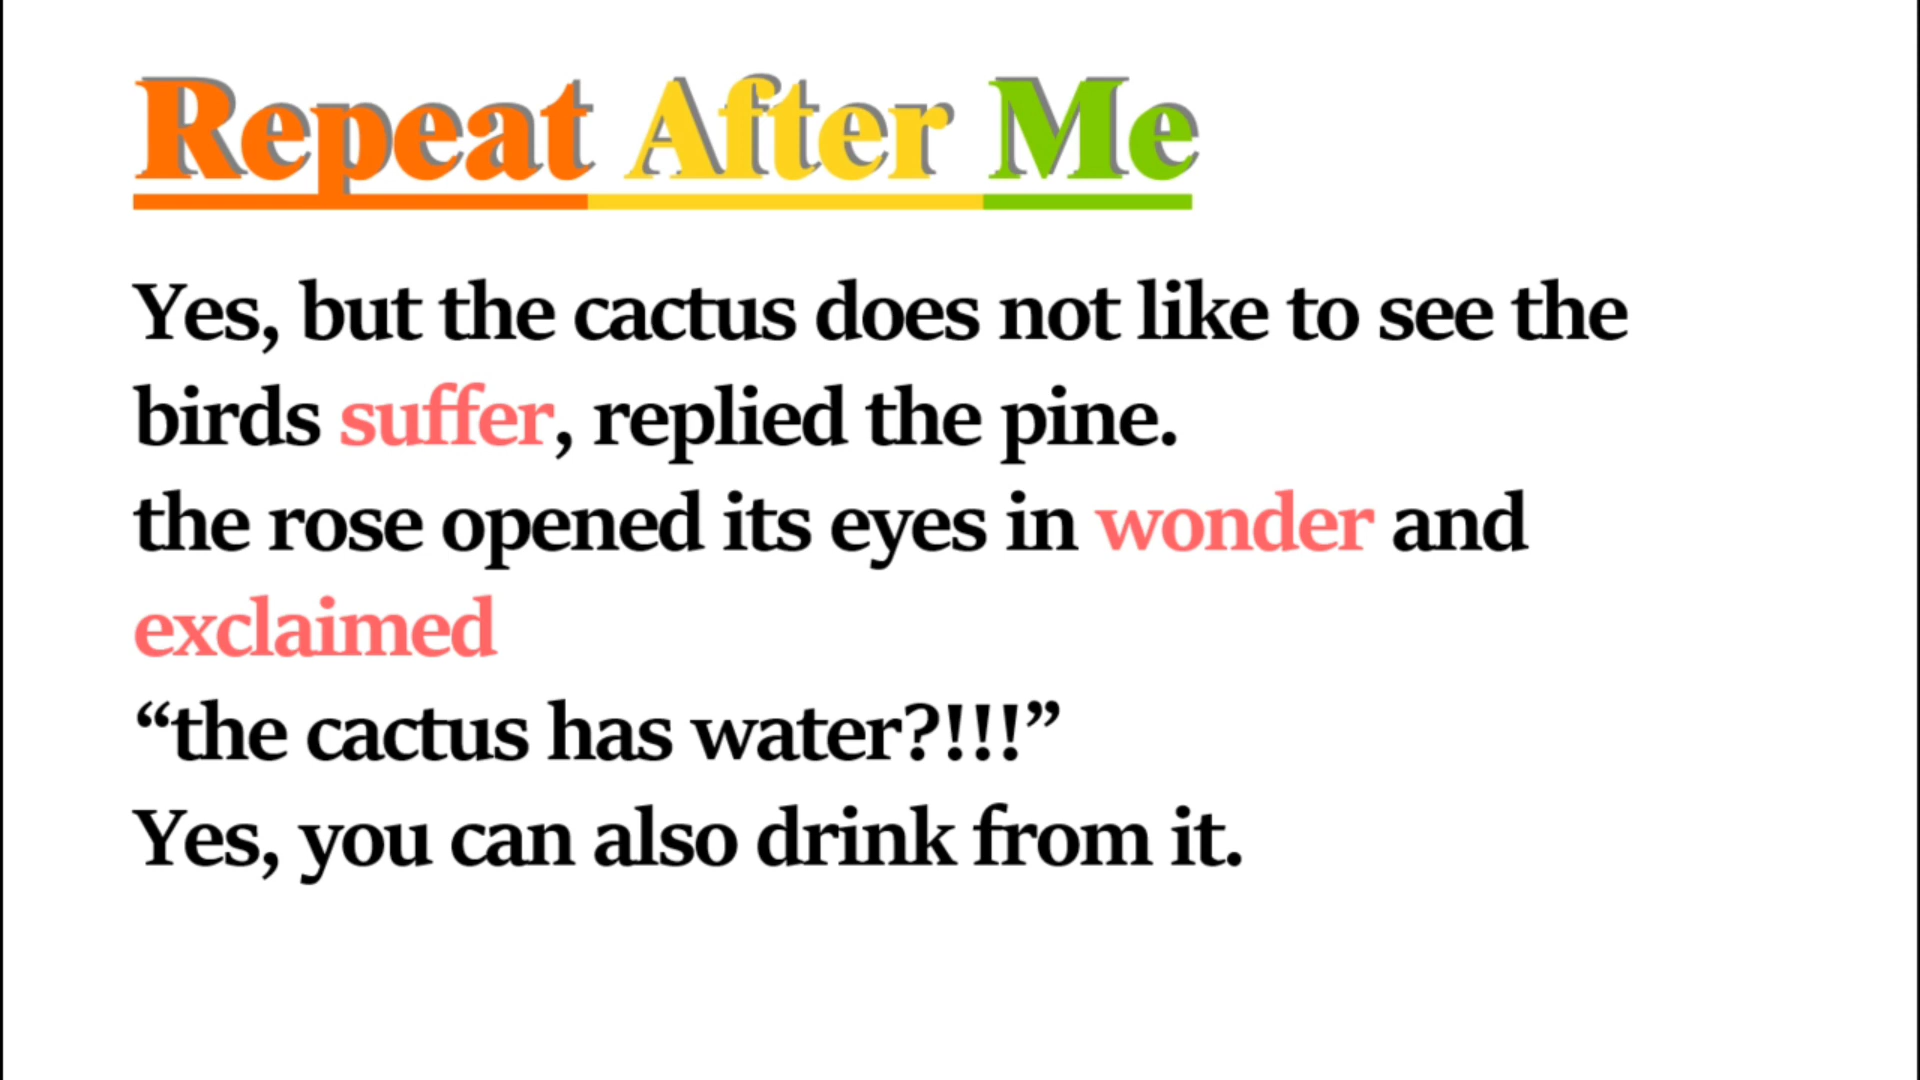 Repeat After Me
Yes, but the cactus does not like to see the
birds suffer, replied the pine.
the rose opened its eyes in wonder and
exclaimed
“the cactus has water?!!!”
Yes, you can also drink from it.